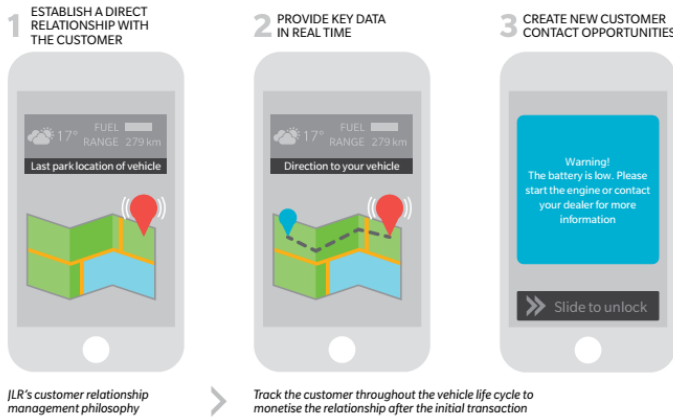 1 ESTABLISH A DIRECT
RELATIONSHIP WITH
THE CUSTOMER
2 PROVIDE KEY DATA
IN REAL TIME
3 CREATE NEW CUSTOMER
CONTACT OPPORTUNITIES
17° FUEL
RANGE 279 km
Last park location of vehicle
17° FUEL
RANGE 279 km
Direction to your vehicle
Warning!
The battery is low. Please
start the engine or contact
your dealer for more
information
Slide to unlock
JLR's customer relationship
management philosophy
Track the customer throughout the vehicle life cycle to
monetise the relationship after the initial transaction